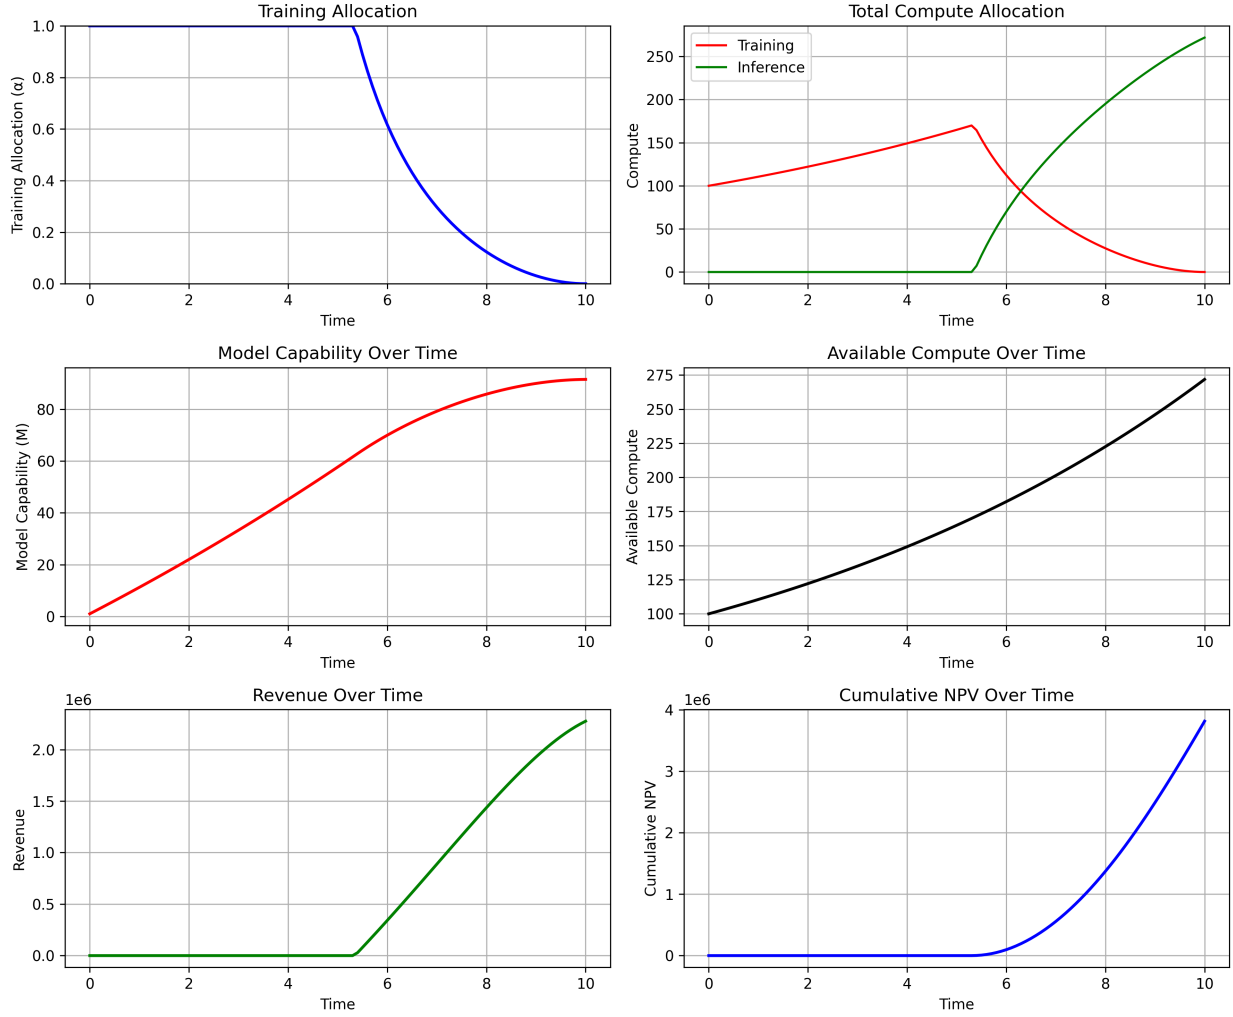 Training Allocation
Training Allocation (α)
1.0
0.8
0.6
0.4
0.2
0.0
0 2 4 6 8 10
Time
Total Compute Allocation
Compute
250
200
150
100
50
0
Training
Inference
0 2 4 6 8 10
Time
Model Capability Over Time
Model Capability (M)
80
60
40
20
0
0 2 4 6 8 10
Time
Available Compute Over Time
Available Compute
275
250
225
200
175
150
125
100
0 2 4 6 8 10
Time
Revenue Over Time
1e6
Revenue
2.0
1.5
1.0
0.5
0.0
0 2 4 6 8 10
Time
Cumulative NPV Over Time
1e6
Cumulative NPV
4
3
2
1
0
0 2 4 6 8 10
Time